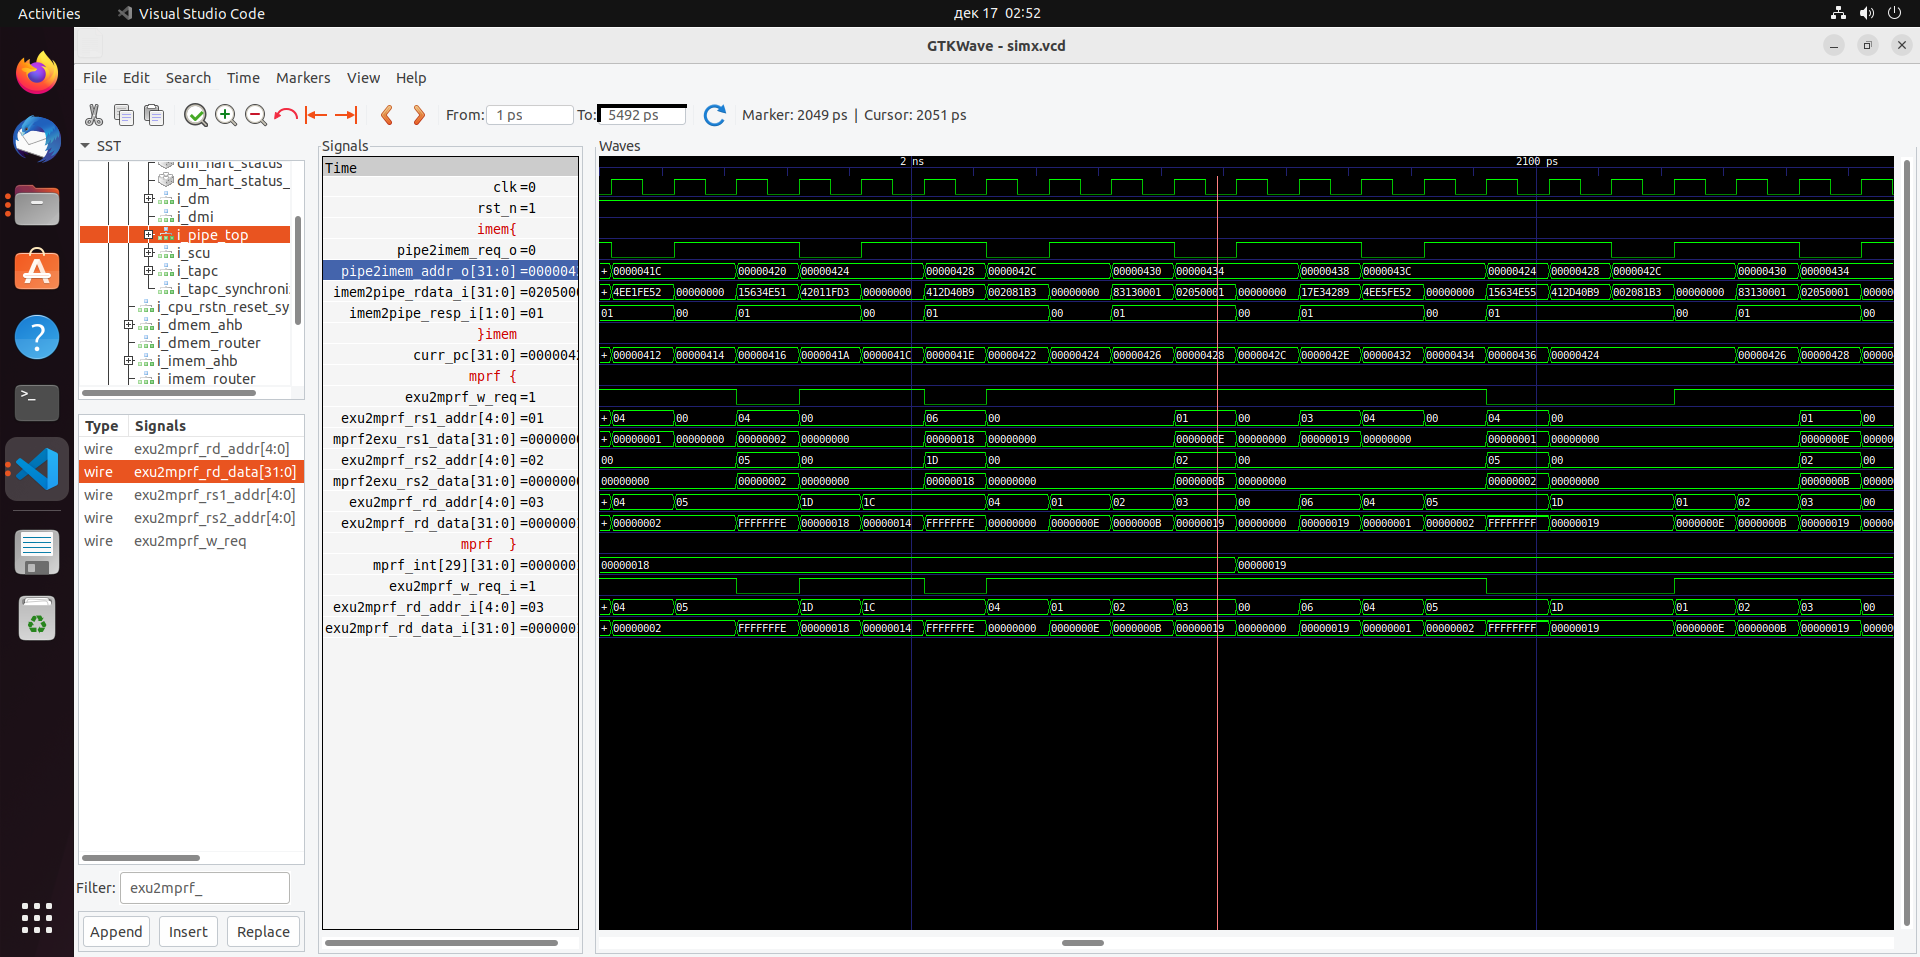 Activities
Visual Studio Code
дек 17 02:52
GTKWave - simx.vcd
File Edit Search Time Markers View Help
From: 1 ps To: 5492 ps Marker: 2049 ps | Cursor: 2051 ps
SST
dm_hart_status
dm_hart_status_
i_dm
i_dmi
i_pipe_top
i_scu
i_tapc
i_tapc_synchroni
i_cpu_rstn_reset_sy
i_dmem_ahb
i_dmem_router
i_imem_ahb
i_imem_router
Type Signals
wire exu2mprf_rd_addr[4:0]
wire exu2mprf_rd_data[31:0]
wire exu2mprf_rs1_addr[4:0]
wire exu2mprf_rs2_addr[4:0]
wire exu2mprf_w_req
Filter: exu2mprf_
Append Insert Replace
Signals
Time
clk=0
rst_n=1
imem{
pipe2imem_req_o=0
pipe2imem_addr_o[31:0]=0000043
imem2pipe_rdata_i[31:0]=0205000
imem2pipe_resp_i[1:0]=01
}imem
curr_pc[31:0]=0000042
mprf {
exu2mprf_w_req=1
exu2mprf_rs1_addr[4:0]=01
mprf2exu_rs1_data[31:0]=0000000
exu2mprf_rs2_addr[4:0]=02
mprf2exu_rs2_data[31:0]=0000000
exu2mprf_rd_addr[4:0]=03
exu2mprf_rd_data[31:0]=000000
mprf }
mprf_int[29][31:0]=000000
exu2mprf_w_req_i=1
exu2mprf_rd_addr_i[4:0]=03
exu2mprf_rd_data_i[31:0]=000000
Waves
2 ns 2100 ps
+ 0000041C 00000420 00000424 00000428 0000042C 00000430 00000434 00000438 0000043C 00000424 00000428 0000042C 00000430 00000434
+ 4EE1FE52 00000000 15634E51 42011FD3 00000000 412D40B9 002081B3 00000000 83130001 02050001 00000000 17E34289 4EE5FE52 00000000 15634E55 412D40B9 002081B3 00000000 83130001 02050001 00000
01 00 01 00 01 00 01 00 01 00 01 00 01 00
+ 00000412 00000414 00000416 0000041A 0000041C 0000041E 00000422 00000424 00000426 00000428 0000042C 0000042E 00000432 00000434 00000436 00000424 00000426 00000428 00000
+ 04 00 04 00 06 00 01 00 03 04 00 04 00 01 00
+ 00000001 00000000 00000002 00000000 00000018 00000000 0000000E 00000000 00000019 00000000 00000001 00000000 0000000E 00000
00 05 00 1D 00 02 00 05 00 02 00
00000000 00000002 00000000 00000018 00000000 0000000B 00000000 00000002 00000000 0000000B 00000
+ 04 05 1D 1C 04 01 02 03 00 06 04 05 1D 01 02 03 00
+ 00000002 FFFFFFFE 00000018 00000014 FFFFFFFE 00000000 0000000E 0000000B 00000019 00000000 00000019 00000001 00000002 FFFFFFFF 00000019 0000000E 0000000B 00000019 00000
00000018 00000019
+ 04 05 1D 1C 04 01 02 03 00 06 04 05 1D 01 02 03 00
+ 00000002 FFFFFFFE 00000018 00000014 FFFFFFFE 00000000 0000000E 0000000B 00000019 00000000 00000019 00000001 00000002 FFFFFFFF 00000019 0000000E 0000000B 00000019 00000